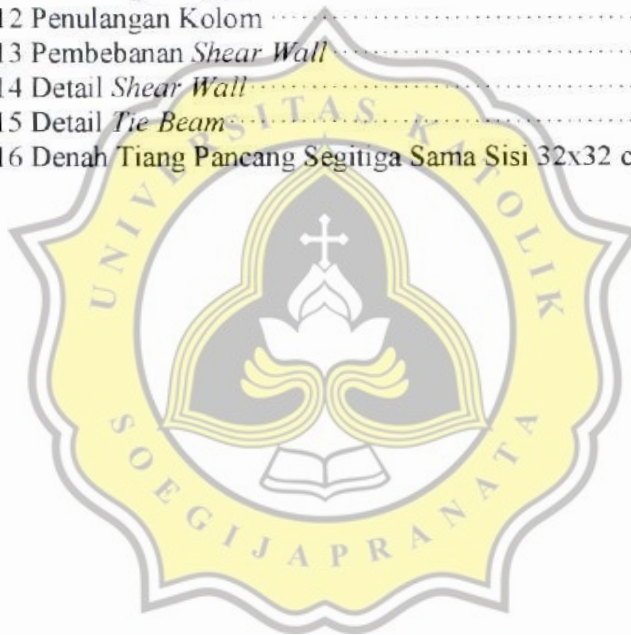 12 Penulangan Kolom
13 Pembebanan Shear Wall
14 Detail Shear Wall
15 Detail Tie Beam
16 Denah Tiang Pancang Segitiga Sama Sisi 32x32 c
UNIVERSITAS KATOLIK
SOEGIJAPRANATA